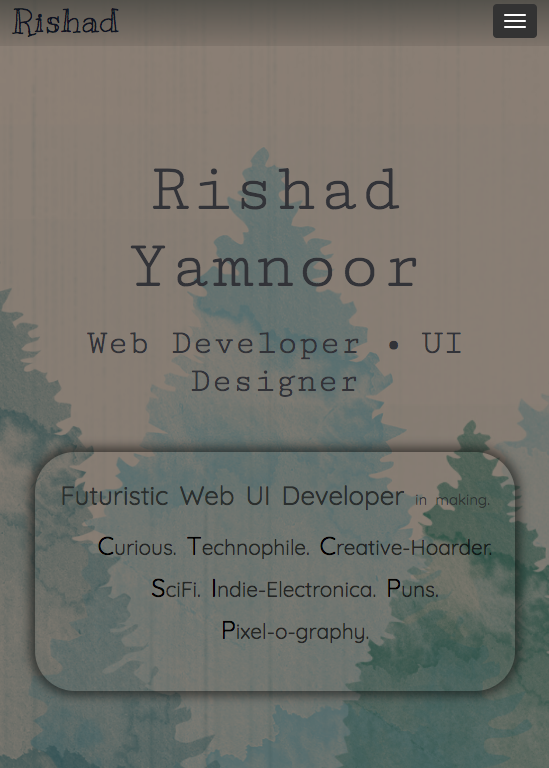 Rishad
Rishad
Yamnoor
Web Developer • UI
Designer
Futuristic Web UI Developer in making.
Curious. Technophile. Creative-Hoarder.
SciFi. Indie-Electronica. Puns.
Pixel-o-graphy.